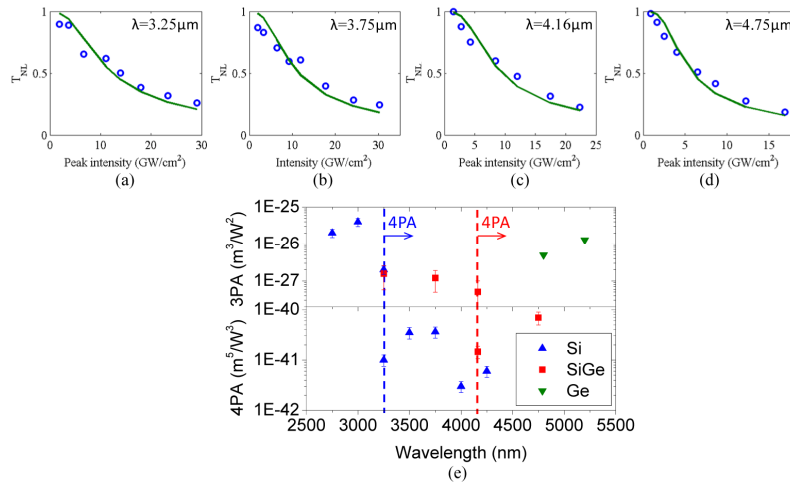 1
0.5
0
T_NL
λ=3.25μm
0 10 20 30
Peak intensity (GW/cm²)
(a)
1
0.5
0
T_NL
λ=3.75μm
0 10 20 30
Intensity (GW/cm²)
(b)
1
0.5
0
T_NL
λ=4.16μm
0 5 10 15 20 25
Peak intensity (GW/cm²)
(c)
1
0.5
0
T_NL
λ=4.75μm
0 5 10 15
Peak intensity (GW/cm²)
(d)
1E-25
1E-26
1E-27
3PA (m³/W²)
4PA
4PA
1E-40
1E-41
1E-42
4PA (m⁵/W³)
Si
SiGe
Ge
2500 3000 3500 4000 4500 5000 5500
Wavelength (nm)
(e)